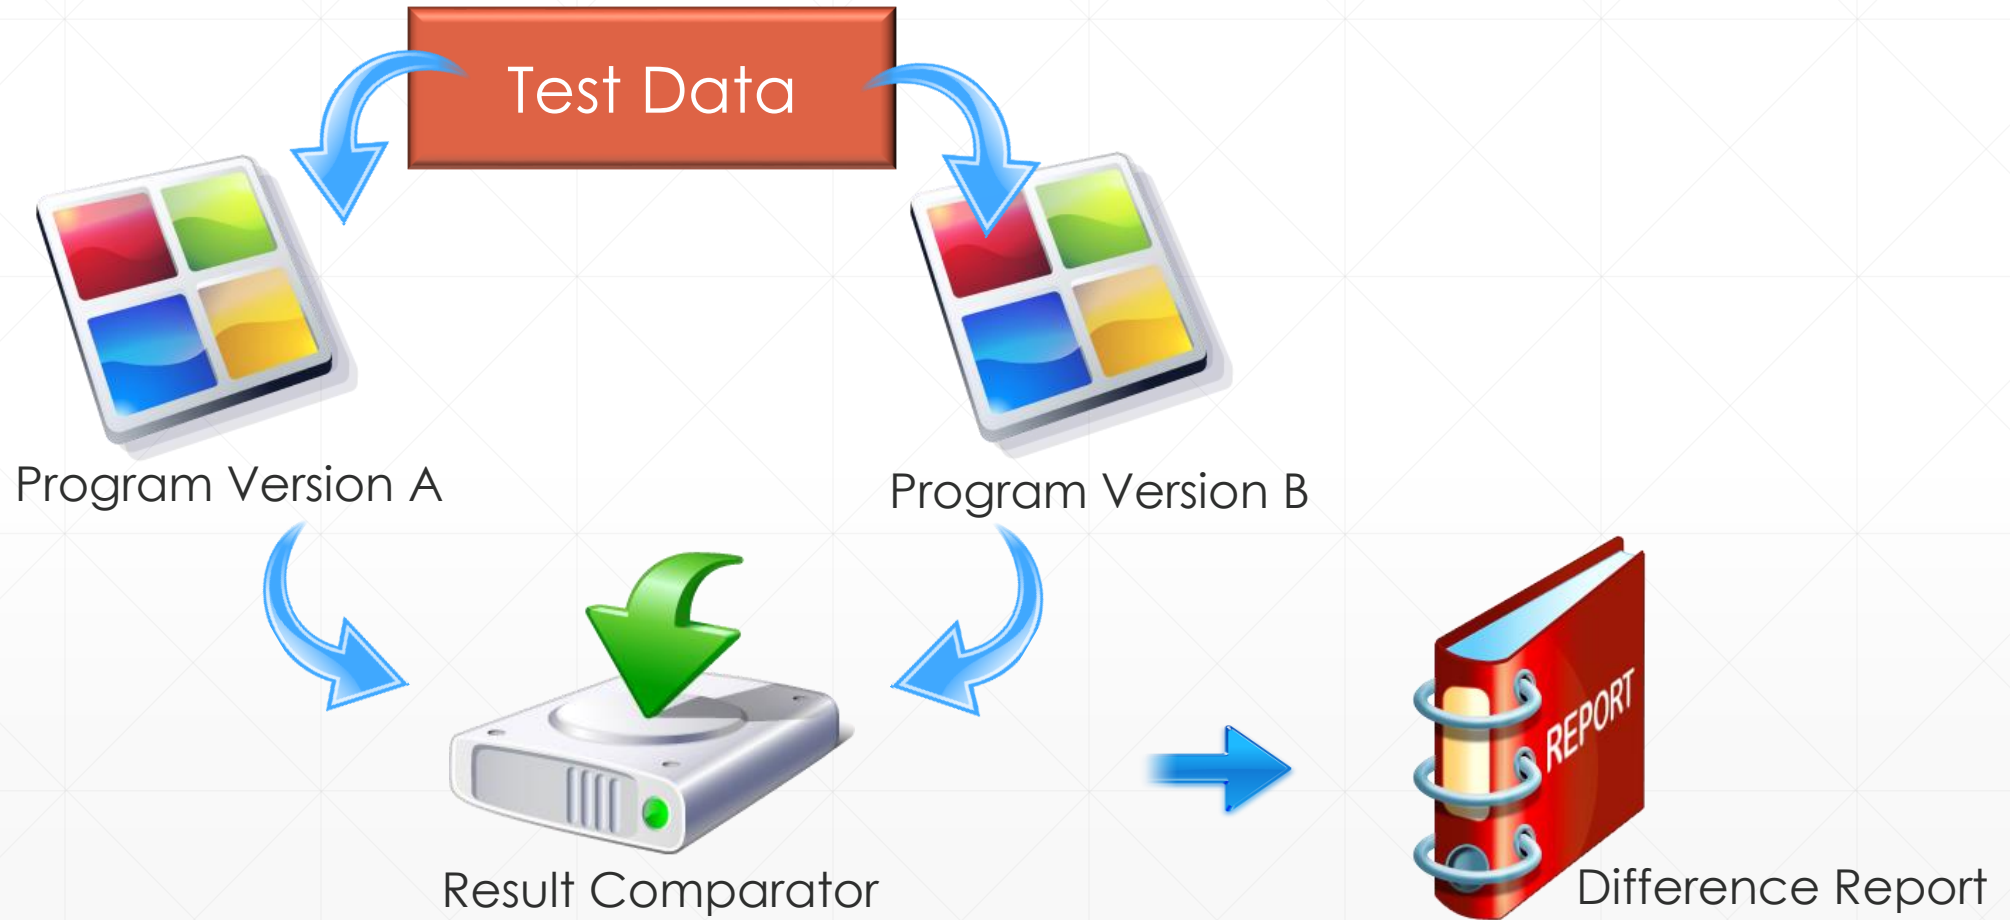 Test Data
Program Version A
Program Version B
REPORT
Result Comparator
Difference Report